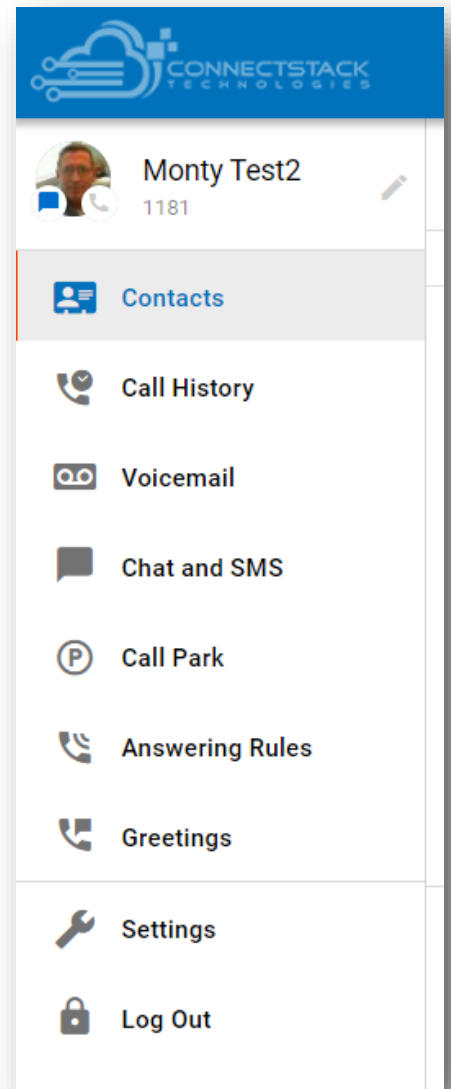 CONNECTSTACK
TECHNOLOGIES
Monty Test2
1181
Contacts
Call History
Voicemail
Chat and SMS
P
Call Park
Answering Rules
Greetings
Settings
Log Out